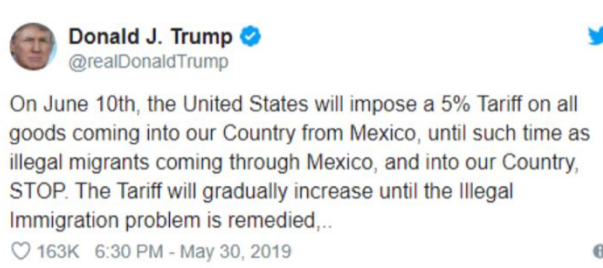 Donald J. Trump
@realDonaldTrump
On June 10th, the United States will impose a 5% Tariff on all
goods coming into our Country from Mexico, until such time as
illegal migrants coming through Mexico, and into our Country,
STOP. The Tariff will gradually increase until the Illegal
Immigration problem is remedied,..
163K 6:30 PM - May 30, 2019